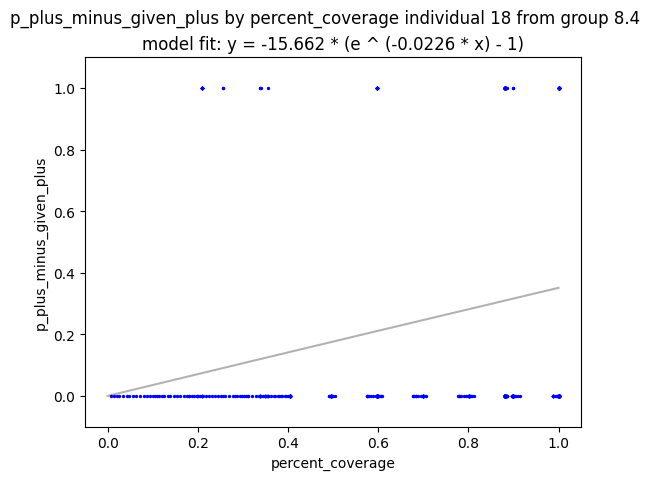 p_plus_minus_given_plus by percent_coverage individual 18 from group 8.4
model fit: y = -15.662 * (e ^ (-0.0226 * x) - 1)
1.0
0.8
0.6
0.4
0.2
0.0
p_plus_minus_given_plus
0.0 0.2 0.4 0.6 0.8 1.0
percent_coverage